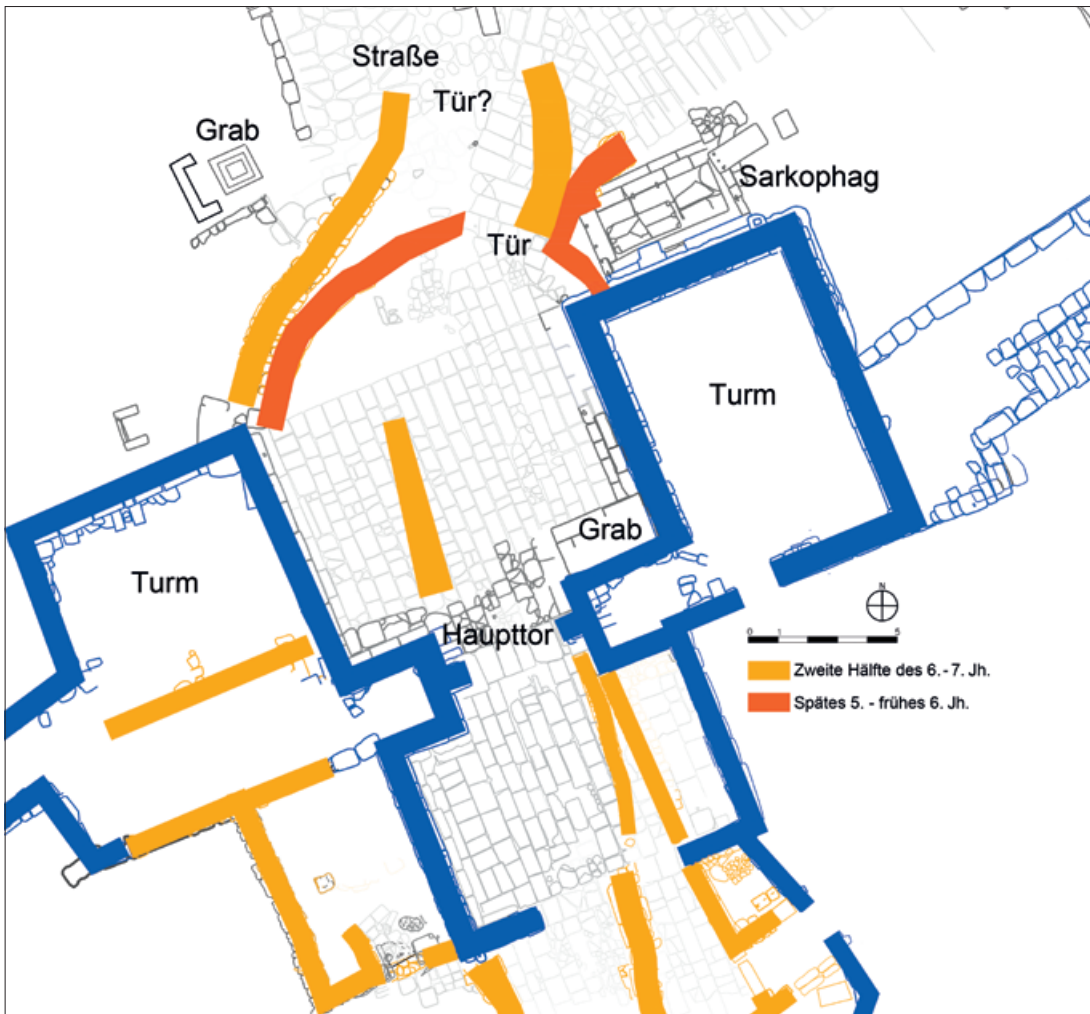 Straße
Tür?
Grab
Sarkophag
Tür
Turm
Grab
Turm
Haupttor
N
0 1 5
Zweite Hälfte des 6. - 7. Jh.
Spätes 5. - frühes 6. Jh.